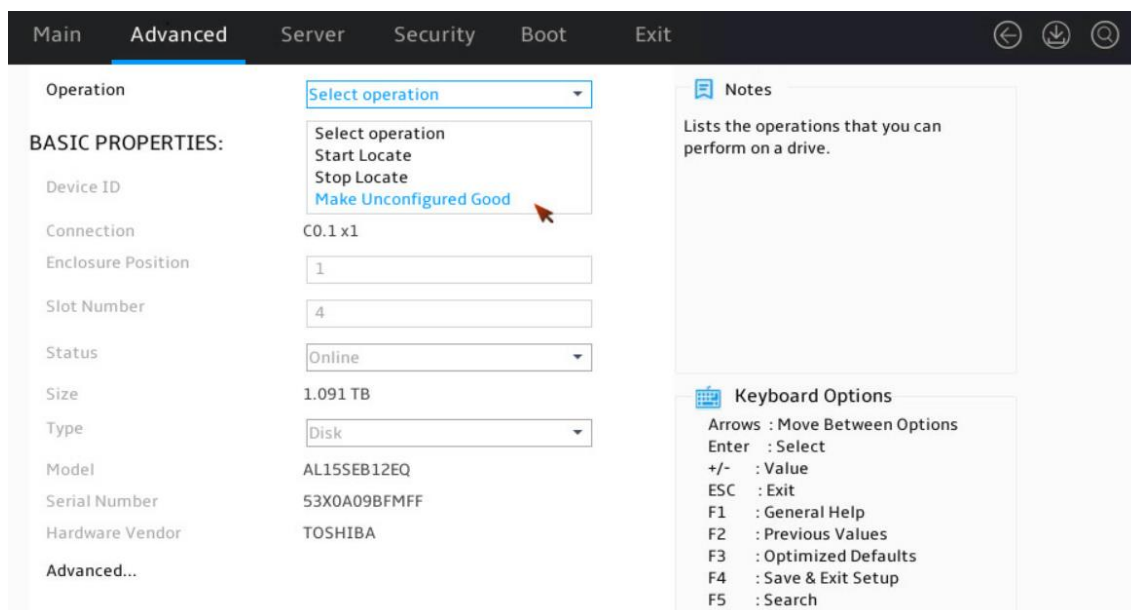 Main Advanced Server Security Boot Exit
Operation
Select operation
Select operation
Start Locate
Stop Locate
Make Unconfigured Good
BASIC PROPERTIES:
Device ID
Connection C0.1 x1
Enclosure Position 1
Slot Number 4
Status Online
Size 1.091 TB
Type Disk
Model AL15SEB12EQ
Serial Number 53X0A09BFMFF
Hardware Vendor TOSHIBA
Advanced...
Notes
Lists the operations that you can
perform on a drive.
Keyboard Options
Arrows : Move Between Options
Enter : Select
+/- : Value
ESC : Exit
F1 : General Help
F2 : Previous Values
F3 : Optimized Defaults
F4 : Save & Exit Setup
F5 : Search